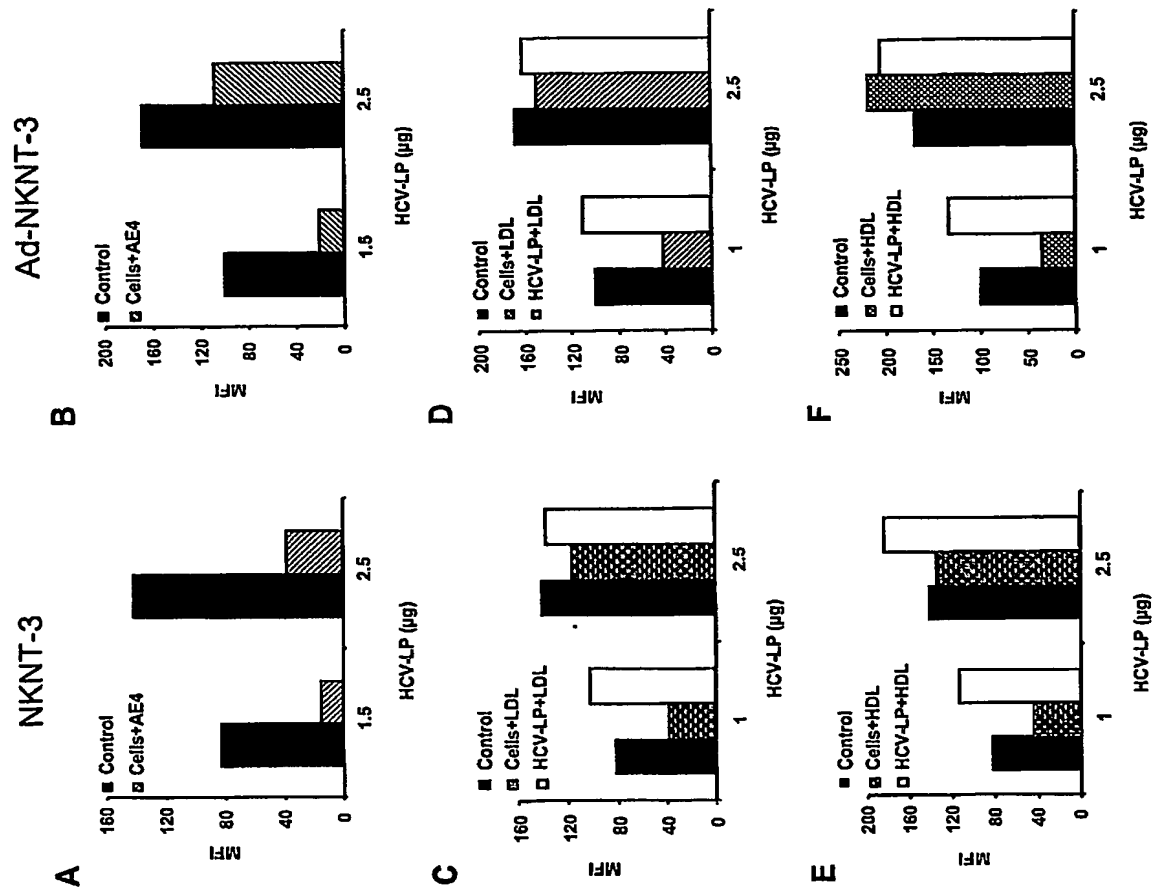 NKNT-3
Ad-NKNT-3
A
160
120
80
40
0
MFI
Control
Cells+AE4
1.5
2.5
HCV-LP (µg)
B
200
160
120
80
40
0
MFI
Control
Cells+AE4
1.5
2.5
HCV-LP (µg)
C
160
120
80
40
0
MFI
Control
Cells+LDL
HCV-LP+LDL
1
2.5
HCV-LP (µg)
D
200
160
120
80
40
0
MFI
Control
Cells+LDL
HCV-LP+LDL
1
2.5
HCV-LP (µg)
E
200
160
120
80
40
0
MFI
Control
Cells+HDL
HCV-LP+HDL
1
2.5
HCV-LP (µg)
F
250
200
150
100
50
0
MFI
Control
Cells+HDL
HCV-LP+HDL
1
2.5
HCV-LP (µg)